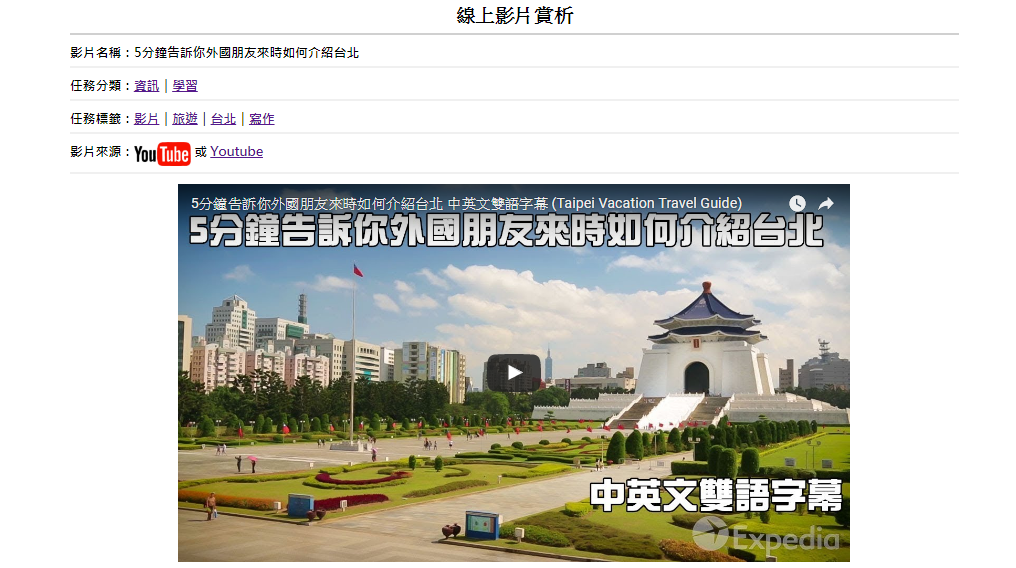 線上影片賞析
影片名稱：5分鐘告訴你外國朋友來時如何介紹台北
任務分類：資訊 | 學習
任務標籤：影片 | 旅遊 | 台北 | 寫作
影片來源：YouTube 或 Youtube
5分鐘告訴你外國朋友來時如何介紹台北 中英文雙語字幕 (Taipei Vacation Travel Guide)
5分鐘告訴你外國朋友來時如何介紹台北
中英文雙語字幕
Expedia